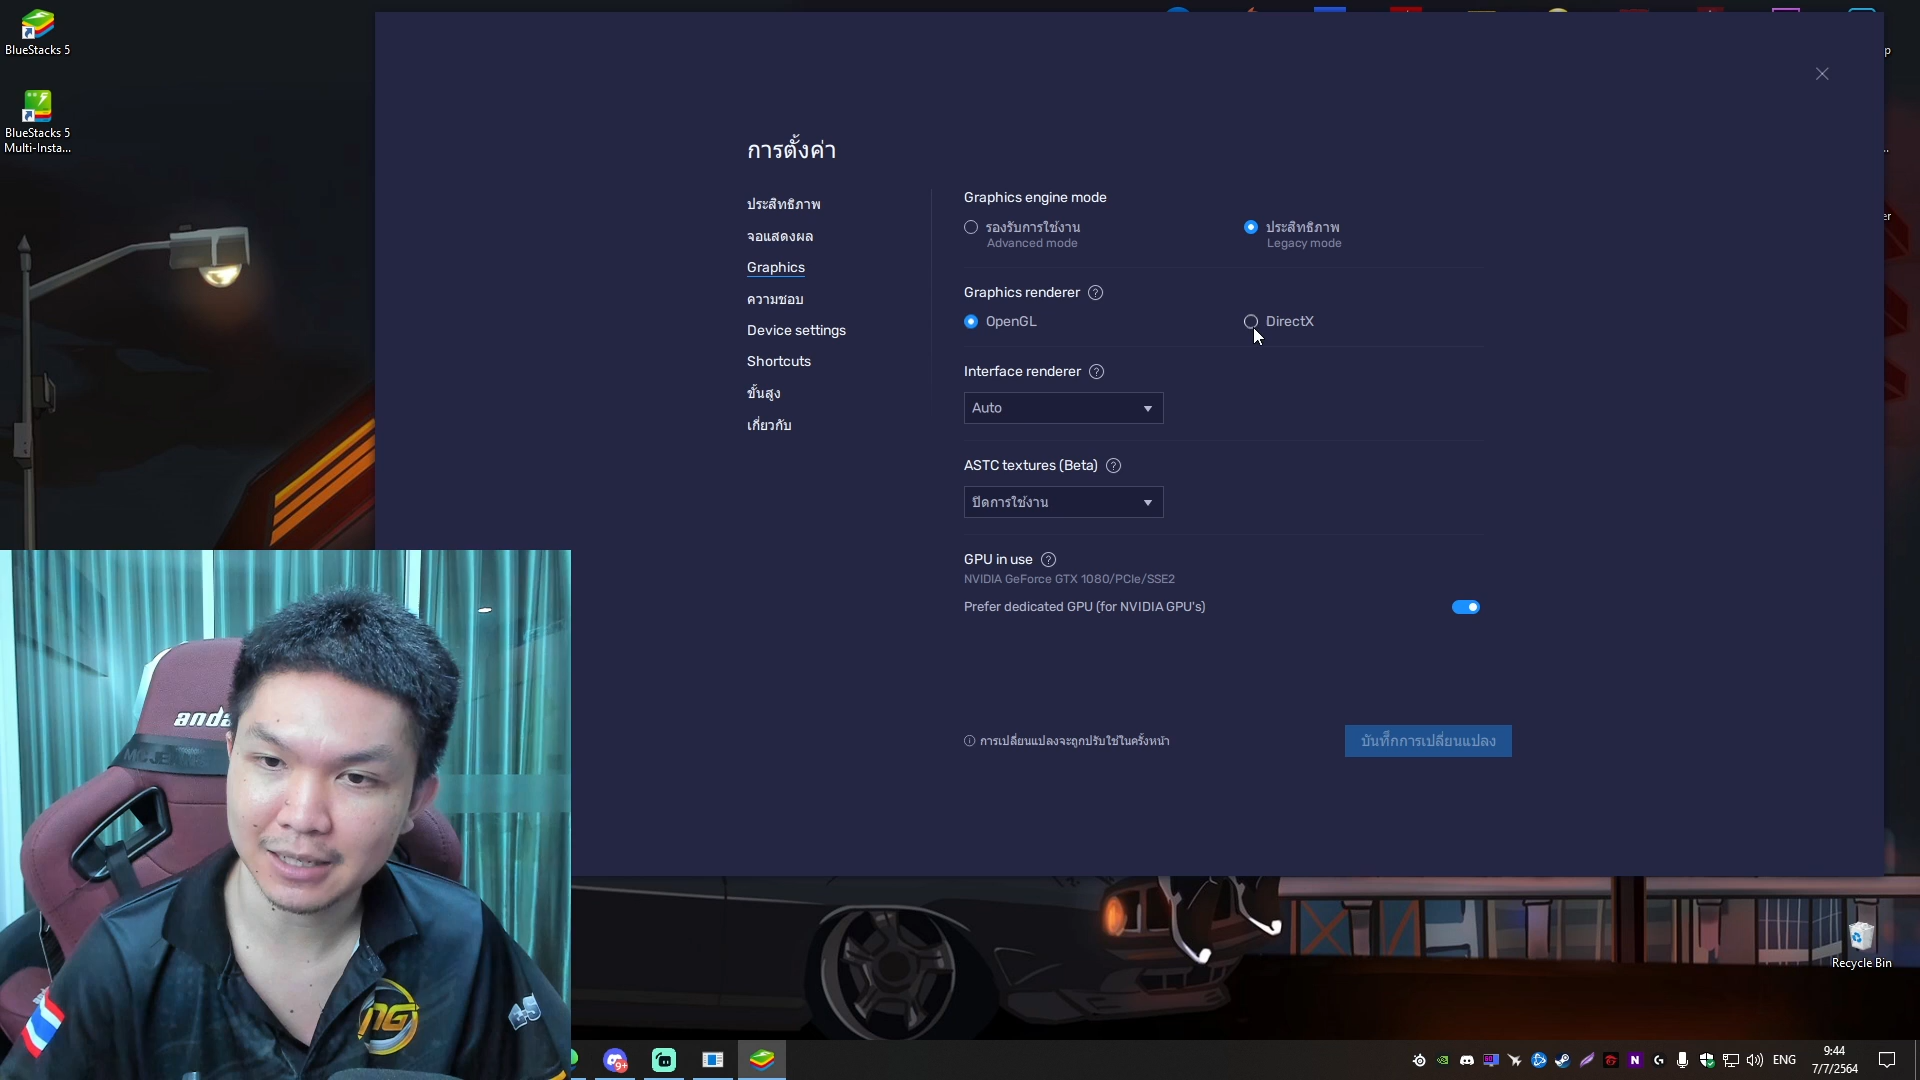 BlueStacks 5
BlueStacks 5
Multi-Insta...
การตั้งค่า
ประสิทธิภาพ
จอแสดงผล
Graphics
ความชอบ
Device settings
Shortcuts
ขั้นสูง
เกี่ยวกับ
Graphics engine mode
รองรับการใช้งาน
Advanced mode
ประสิทธิภาพ
Legacy mode
Graphics renderer
OpenGL
DirectX
Interface renderer
Auto
ASTC textures (Beta)
ปิดการใช้งาน
GPU in use
NVIDIA GeForce GTX 1080/PCIe/SSE2
Prefer dedicated GPU (for NVIDIA GPU's)
การเปลี่ยนแปลงจะถูกปรับใช้ในครั้งหน้า
บันทึกการเปลี่ยนแปลง
anda
MC JEANS
NG
Recycle Bin
9+
ENG
9:44
7/7/2564